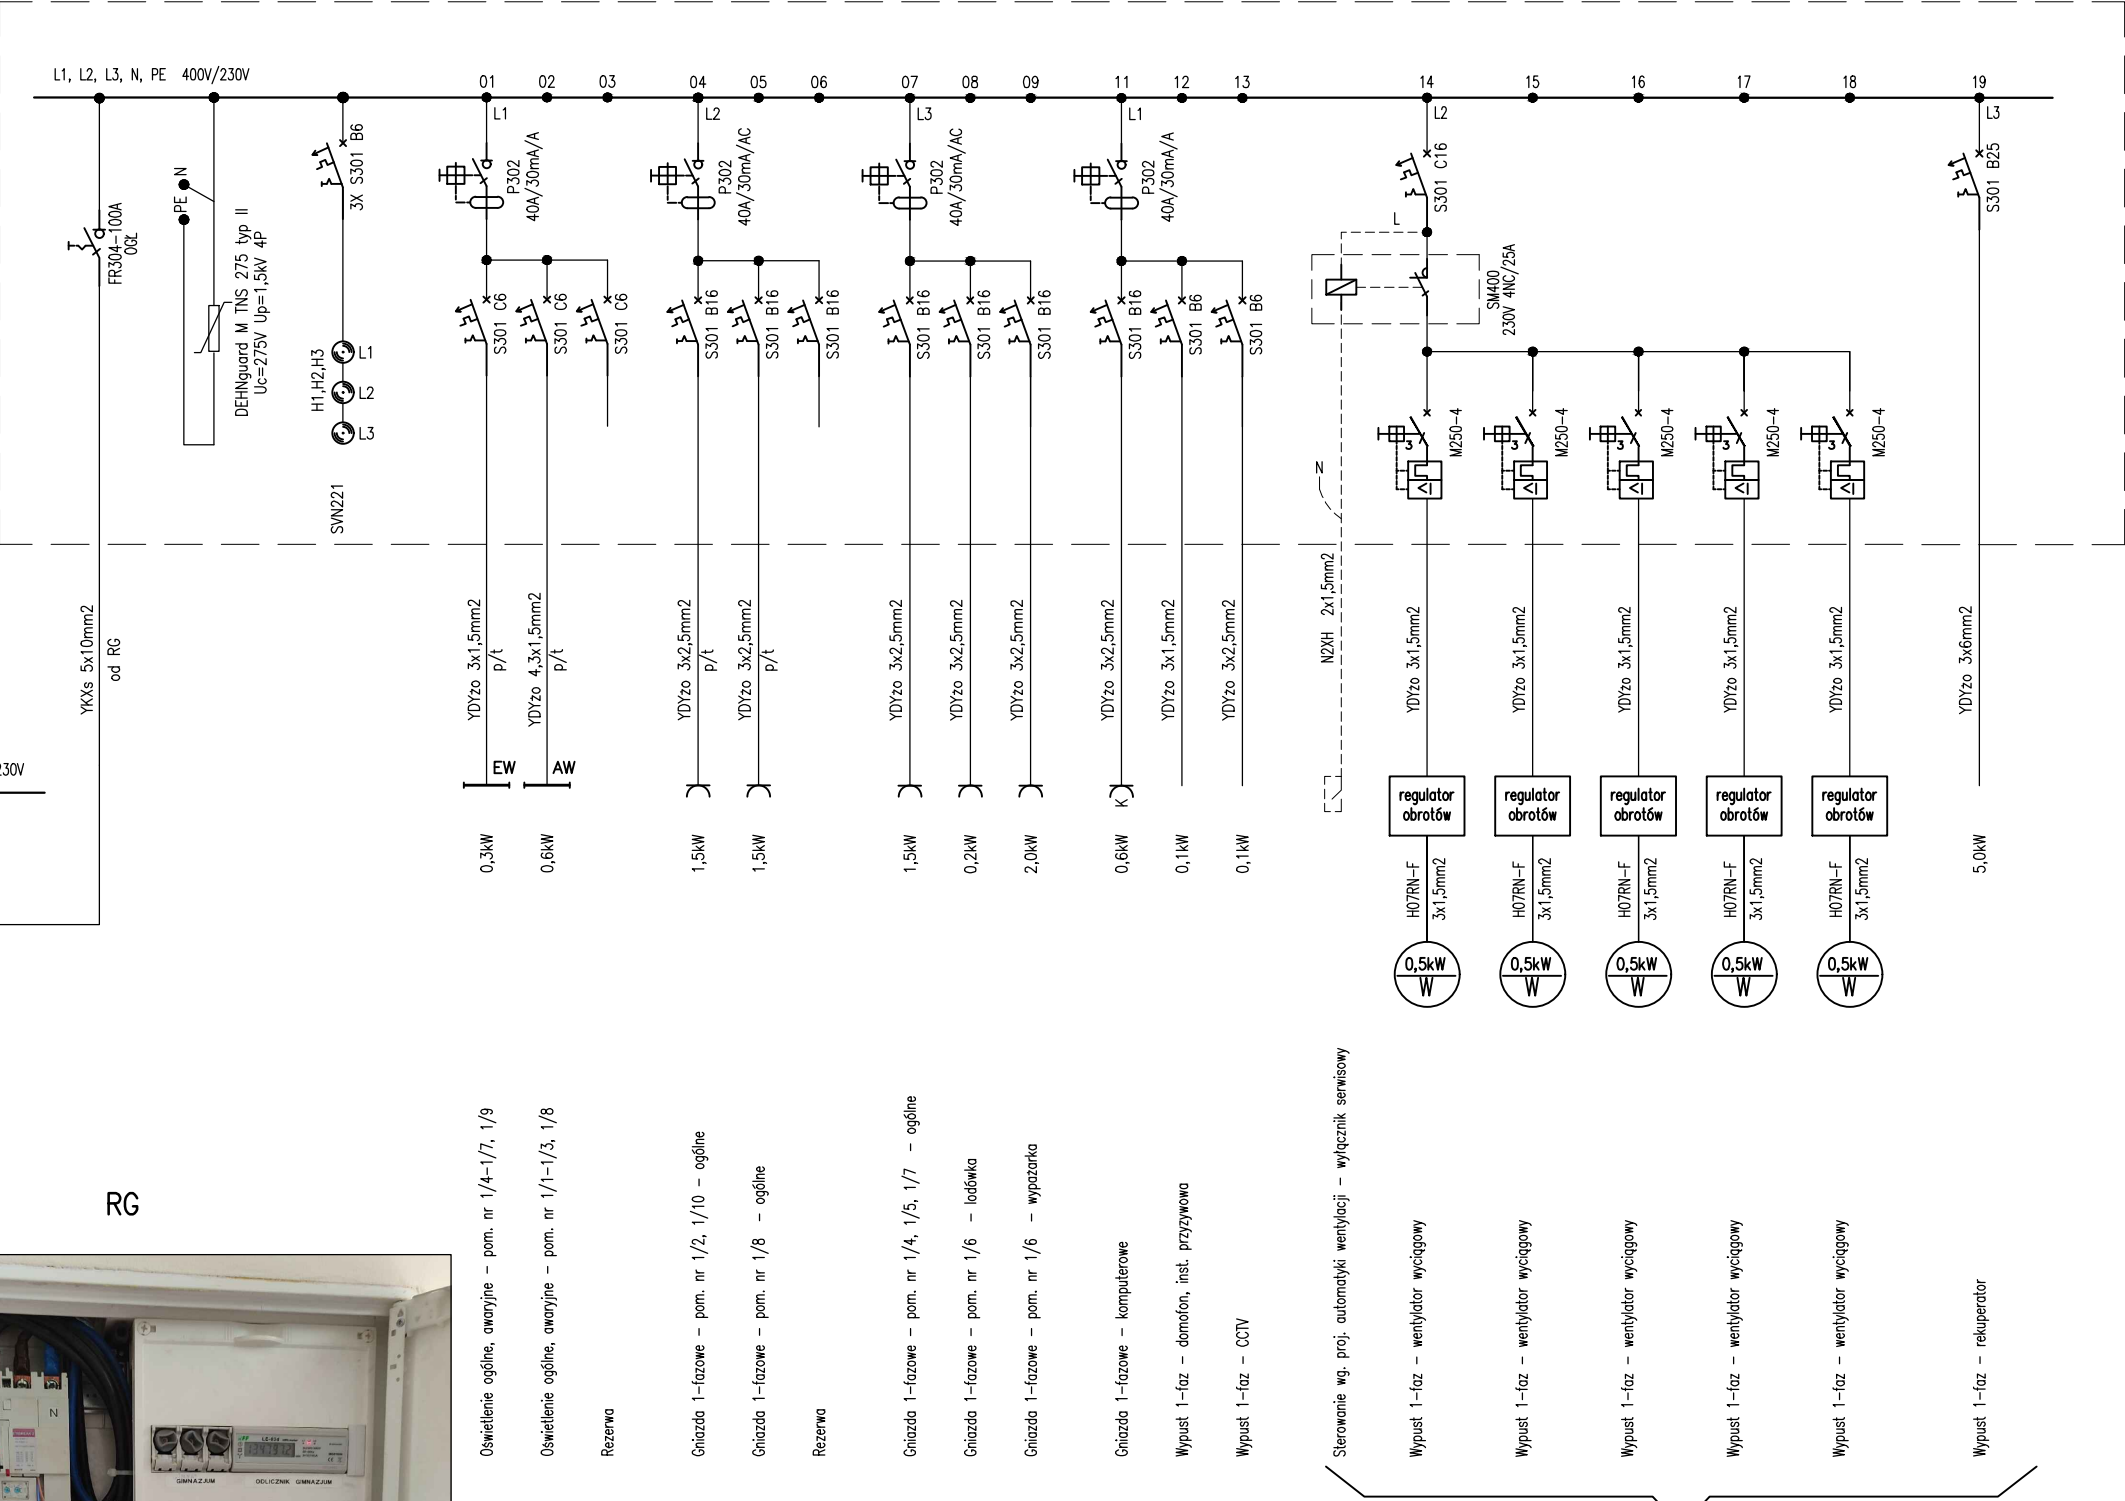 L1, L2, L3, N, PE 400V/230V
01
02
03
04
05
06
07
08
09
11
12
13
14
15
16
17
18
19
L1
L2
L3
L1
L2
L3
FR304-100A
OGŁ
PE
N
DEHNguard M TNS 275 typ II
Uc=275V Up=1,5kV 4P
3X S301 B6
H1,H2,H3
L1
L2
L3
SVN221
P302
40A/30mA/A
P302
40A/30mA/AC
P302
40A/30mA/AC
P302
40A/30mA/A
S301 C16
S301 B25
L
SM400
230V 4NC/25A
S301 C6
S301 C6
S301 C6
S301 B16
S301 B16
S301 B16
S301 B16
S301 B16
S301 B16
S301 B16
S301 B6
S301 B6
3
M250-4
3
M250-4
3
M250-4
3
M250-4
3
M250-4
N
YKXs 5x10mm2
od RG
YDYżo 3x1,5mm2
p/t
YDYżo 4,3x1,5mm2
p/t
YDYżo 3x2,5mm2
p/t
YDYżo 3x2,5mm2
p/t
YDYżo 3x2,5mm2
YDYżo 3x2,5mm2
YDYżo 3x2,5mm2
YDYżo 3x2,5mm2
YDYżo 3x1,5mm2
YDYżo 3x2,5mm2
N2XH 2x1,5mm2
YDYżo 3x1,5mm2
YDYżo 3x1,5mm2
YDYżo 3x1,5mm2
YDYżo 3x1,5mm2
YDYżo 3x1,5mm2
YDYżo 3x6mm2
230V
EW
AW
K
regulator
obrotów
regulator
obrotów
regulator
obrotów
regulator
obrotów
regulator
obrotów
0,3kW
0,6kW
1,5kW
1,5kW
1,5kW
0,2kW
2,0kW
0,6kW
0,1kW
0,1kW
5,0kW
H07RN-F
3x1,5mm2
H07RN-F
3x1,5mm2
H07RN-F
3x1,5mm2
H07RN-F
3x1,5mm2
H07RN-F
3x1,5mm2
0,5kW
W
0,5kW
W
0,5kW
W
0,5kW
W
0,5kW
W
Oświetlenie ogólne, awaryjne - pom. nr 1/4-1/7, 1/9
Oświetlenie ogólne, awaryjne - pom. nr 1/1-1/3, 1/8
Rezerwa
Gniazda 1-fazowe - pom. nr 1/2, 1/10 - ogólne
Gniazda 1-fazowe - pom. nr 1/8 - ogólne
Rezerwa
Gniazda 1-fazowe - pom. nr 1/4, 1/5, 1/7 - ogólne
Gniazda 1-fazowe - pom. nr 1/6 - lodówka
Gniazda 1-fazowe - pom. nr 1/6 - wyparzarka
Gniazda 1-fazowe - komputerowe
Wypust 1-faz - domofon, inst. przyzywowa
Wypust 1-faz - CCTV
Sterowanie wg. proj. automatyki wentylacji - wyłącznik serwisowy
Wypust 1-faz - wentylator wyciągowy
Wypust 1-faz - wentylator wyciągowy
Wypust 1-faz - wentylator wyciągowy
Wypust 1-faz - wentylator wyciągowy
Wypust 1-faz - wentylator wyciągowy
Wypust 1-faz - rekuperator
RG
N
GIMNAZJUM
ODLICZNIK GIMNAZJUM